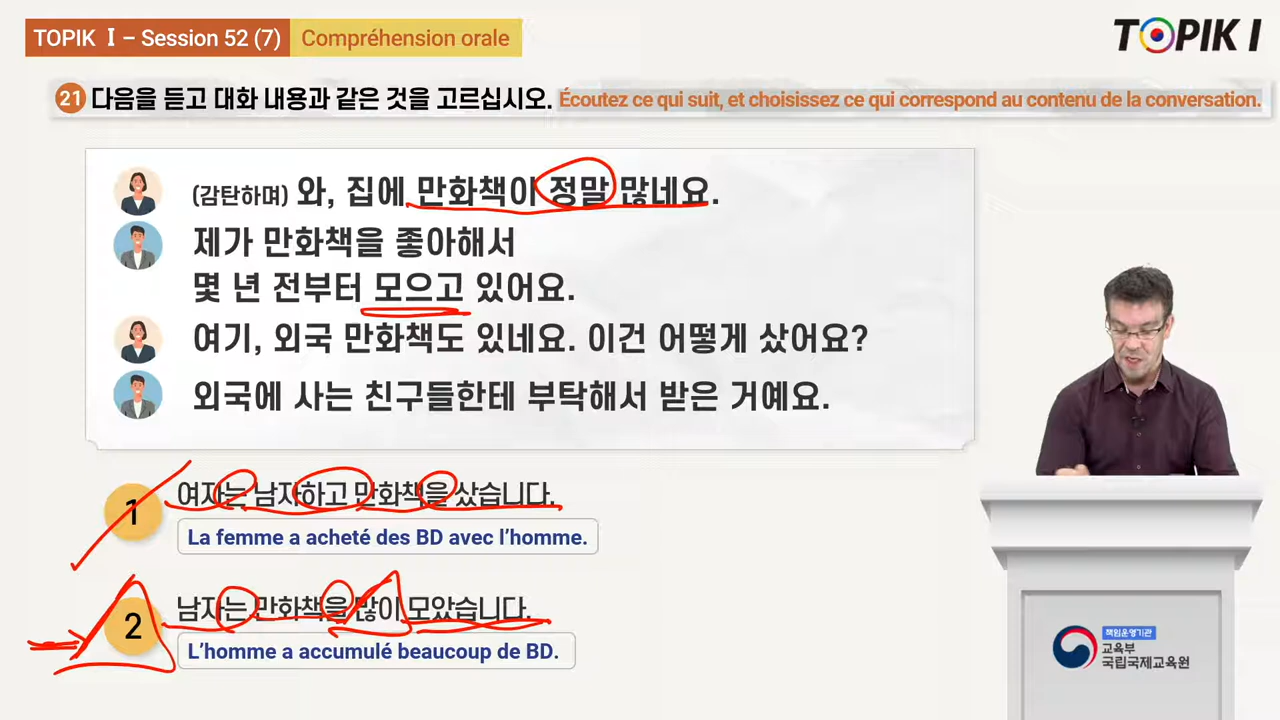 TOPIK I – Session 52 (7) Compréhension orale
TOPIK I
21 다음을 듣고 대화 내용과 같은 것을 고르십시오. Écoutez ce qui suit, et choisissez ce qui correspond au contenu de la conversation.
(감탄하며) 와, 집에 만화책이 정말 많네요.
제가 만화책을 좋아해서
몇 년 전부터 모으고 있어요.
여기, 외국 만화책도 있네요. 이건 어떻게 샀어요?
외국에 사는 친구들한테 부탁해서 받은 거예요.
1 여자는 남자하고 만화책을 샀습니다.
La femme a acheté des BD avec l'homme.
2 남자는 만화책을 많이 모았습니다.
L'homme a accumulé beaucoup de BD.
책임운영기관
교육부
국립국제교육원